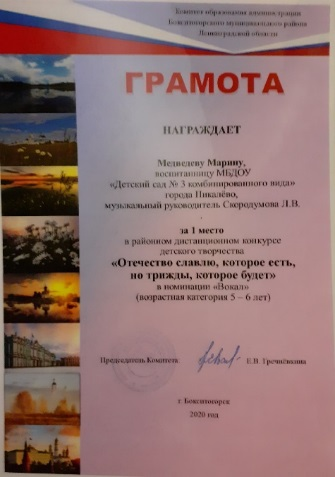 Комитет образования администрации
Бокситогорского муниципального района
Ленинградской области
ГРАМОТА
НАГРАЖДАЕТ
Медведеву Марину,
воспитанницу МБДОУ
«Детский сад № 3 комбинированного вида»
города Пикалёво,
музыкальный руководитель Скородумова Л.В.
за 1 место
в районном дистанционном конкурсе
детского творчества
«Отечество славлю, которое есть,
но трижды, которое будет»
в номинации «Вокал»
(возрастная категория 5 – 6 лет)
Председатель Комитета Е.В. Гречнёвкина
г. Бокситогорск
2020 год